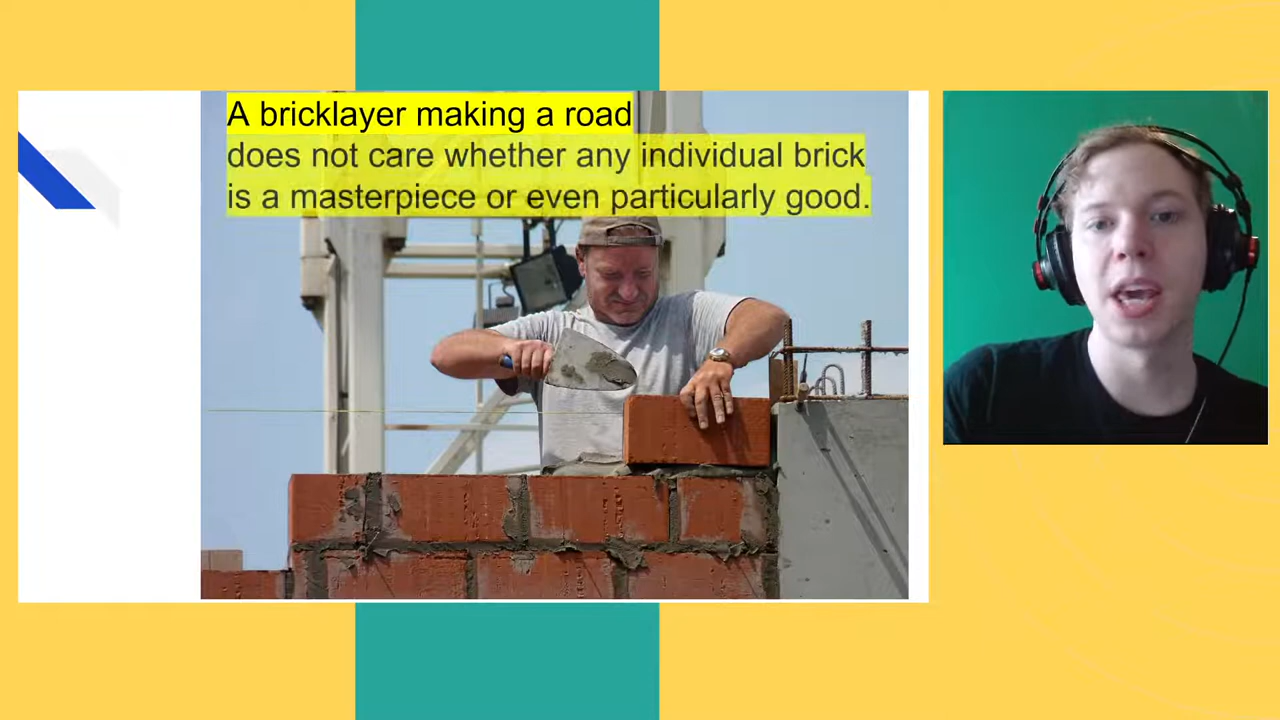 A bricklayer making a road
does not care whether any individual brick
is a masterpiece or even particularly good.